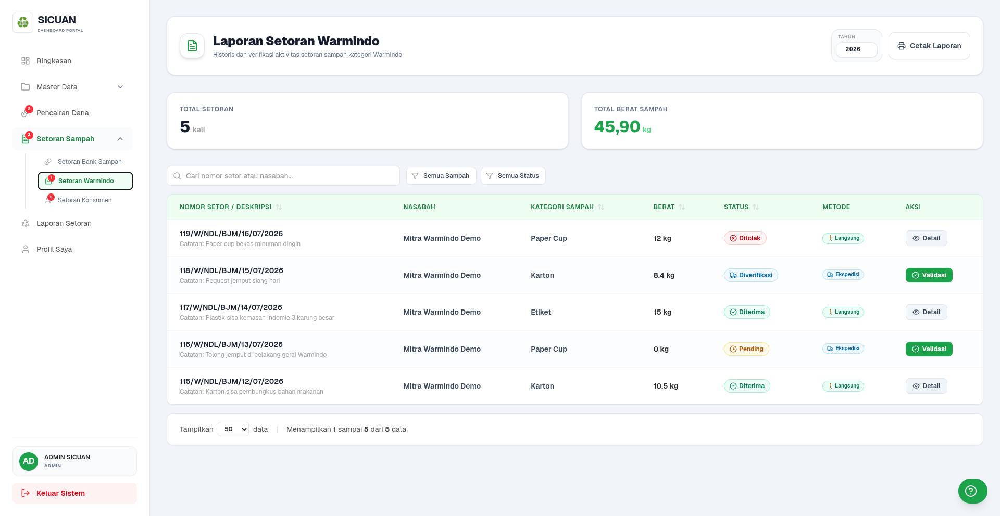 SICUAN
DASHBOARD PORTAL
Ringkasan
Master Data
2
Pencairan Dana
3
Setoran Sampah
Setoran Bank Sampah
1
Setoran Warmindo
2
Setoran Konsumen
Laporan Setoran
Profil Saya
AD
ADMIN SICUAN
ADMIN
Keluar Sistem
Laporan Setoran Warmindo
Historis dan verifikasi aktivitas setoran sampah kategori Warmindo
TAHUN
2026
Cetak Laporan
TOTAL SETORAN
5 kali
TOTAL BERAT SAMPAH
45,90 kg
Cari nomor setor atau nasabah...
Semua Sampah
Semua Status
NOMOR SETOR / DESKRIPSI NASABAH KATEGORI SAMPAH BERAT STATUS METODE AKSI
119/W/NDL/BJM/16/07/2026
Catatan: Paper cup bekas minuman dingin
Mitra Warmindo Demo Paper Cup 12 kg Ditolak Langsung Detail
118/W/NDL/BJM/15/07/2026
Catatan: Request jemput siang hari
Mitra Warmindo Demo Karton 8.4 kg Diverifikasi Ekspedisi Validasi
117/W/NDL/BJM/14/07/2026
Catatan: Plastik sisa kemasan indomie 3 karung besar
Mitra Warmindo Demo Etiket 15 kg Diterima Langsung Detail
116/W/NDL/BJM/13/07/2026
Catatan: Tolong jemput di belakang gerai Warmindo
Mitra Warmindo Demo Paper Cup 0 kg Pending Ekspedisi Validasi
115/W/NDL/BJM/12/07/2026
Catatan: Karton sisa pembungkus bahan makanan
Mitra Warmindo Demo Karton 10.5 kg Diterima Langsung Detail
Tampilkan 50 data | Menampilkan 1 sampai 5 dari 5 data